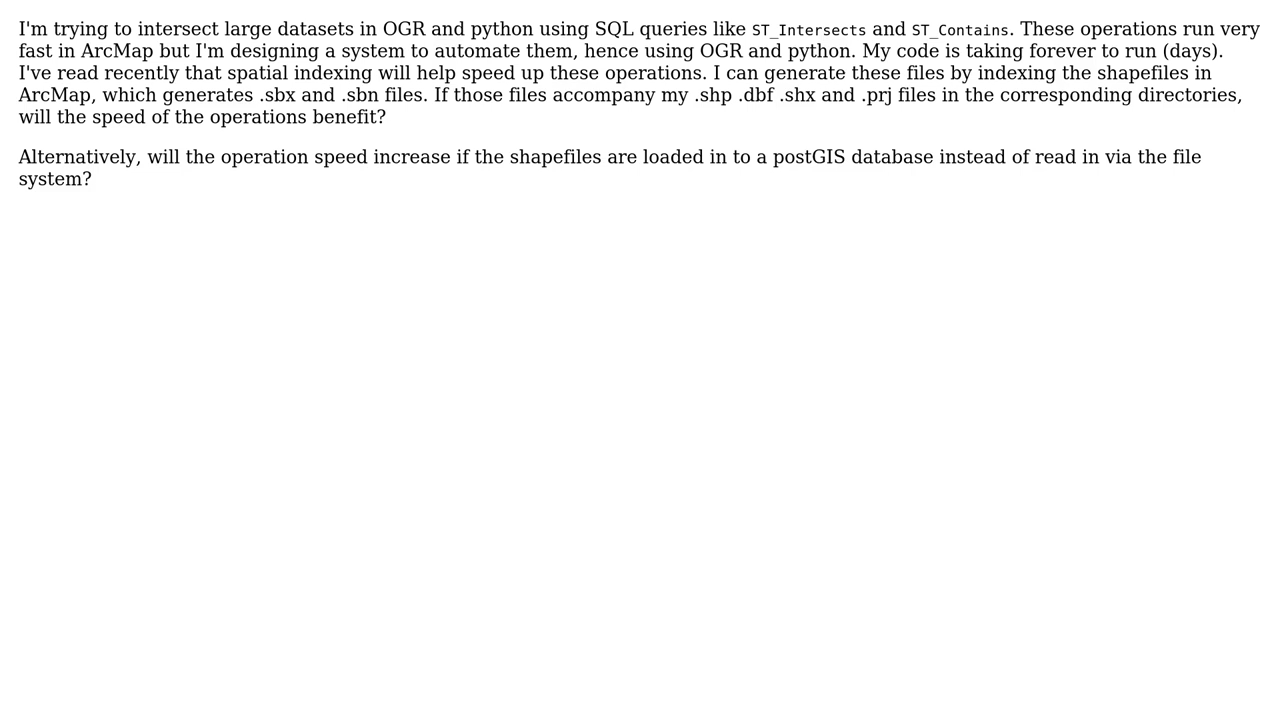 I'm trying to intersect large datasets in OGR and python using SQL queries like ST_Intersects and ST_Contains. These operations run very
fast in ArcMap but I'm designing a system to automate them, hence using OGR and python. My code is taking forever to run (days).
I've read recently that spatial indexing will help speed up these operations. I can generate these files by indexing the shapefiles in
ArcMap, which generates .sbx and .sbn files. If those files accompany my .shp .dbf .shx and .prj files in the corresponding directories,
will the speed of the operations benefit?
Alternatively, will the operation speed increase if the shapefiles are loaded in to a postGIS database instead of read in via the file
system?